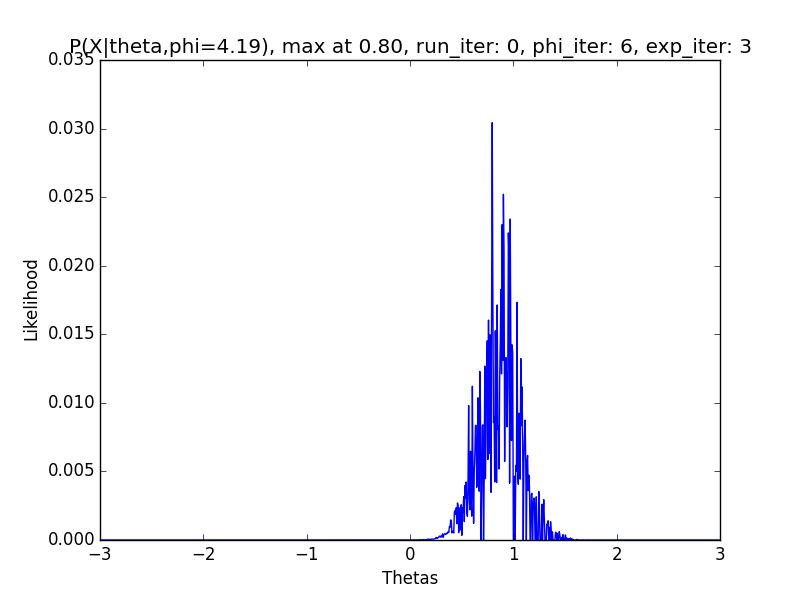 P(X|theta,phi=4.19), max at 0.80, run_iter: 0, phi_iter: 6, exp_iter: 3
0.035
0.030
0.025
0.020
0.015
0.010
0.005
0.000
Likelihood
−3 −2 −1 0 1 2 3
Thetas